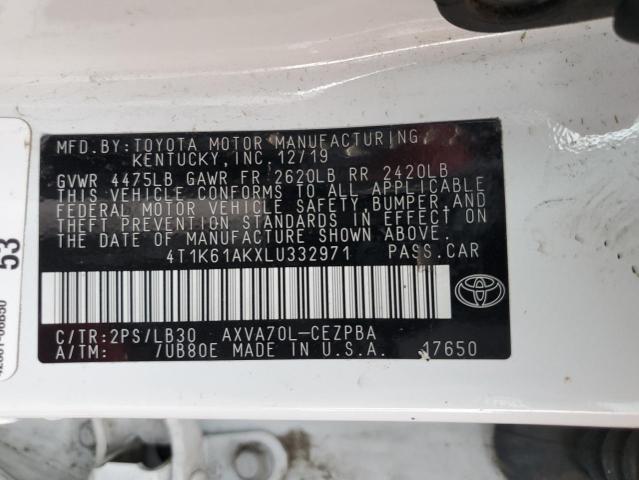 MFD.BY:TOYOTA MOTOR MANUFACTURING,
KENTUCKY, INC. 12/19
GVWR 4475LB GAWR FR 2620LB RR 2420LB
THIS VEHICLE CONFORMS TO ALL APPLICABLE
FEDERAL MOTOR VEHICLE SAFETY, BUMPER, AND
THEFT PREVENTION STANDARDS IN EFFECT ON
THE DATE OF MANUFACTURE SHOWN ABOVE.
4T1K61AKXLU332971 PASS.CAR
C/TR:2PS/LB30 AXVA70L-CEZPBA
A/TM: /UB80E MADE IN U.S.A. 17650
53